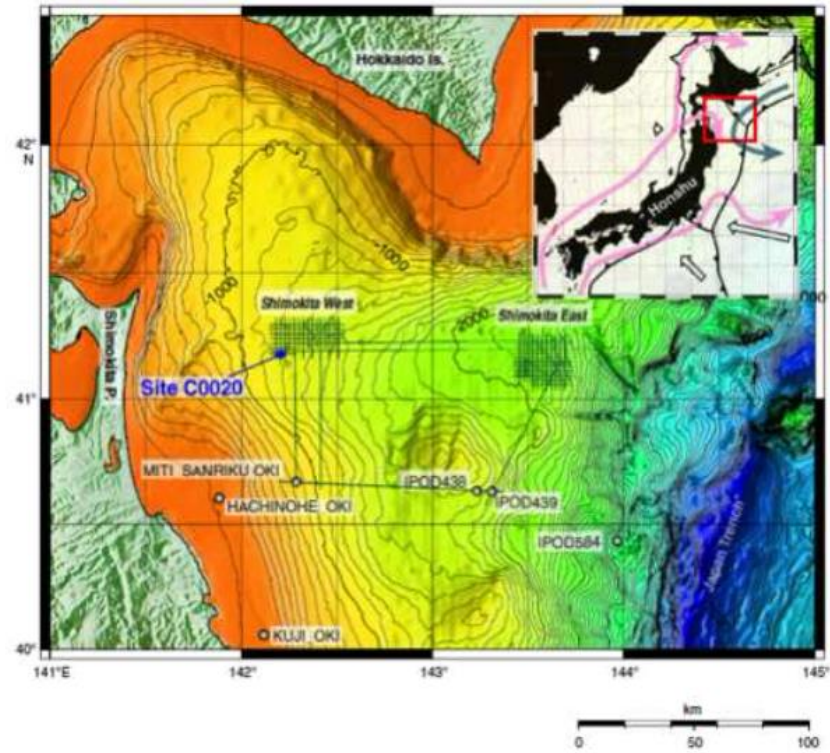 Hokkaido Is.
42°
N
Honshu
-1000
-1000
Shimokita West
Shimokita East
-2000
Shimokita P.
Site C0020
41°
MITI SANRIKU OKI
IPOD438
HACHINOHE OKI
IPOD439
IPOD584
Japan Trench
KUJI OKI
40°
141°E
142°
143°
144°
145°
km
0
50
100